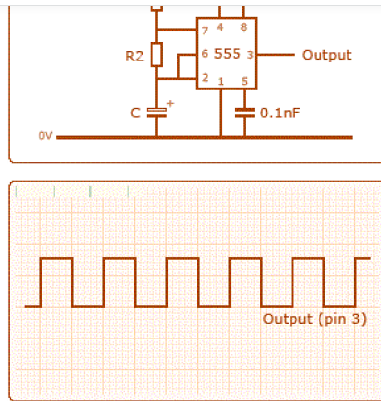 7 4 8
R2 6 555 3 Output
2 1 5
C + 0.1nF
0V
Output (pin 3)